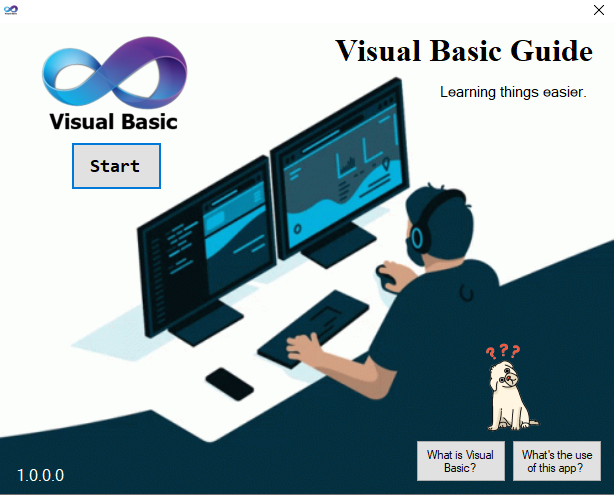 Visual Basic Guide
Learning things easier.
Visual Basic
Start
? ? ?
What is Visual
Basic?
What's the use
of this app?
1.0.0.0